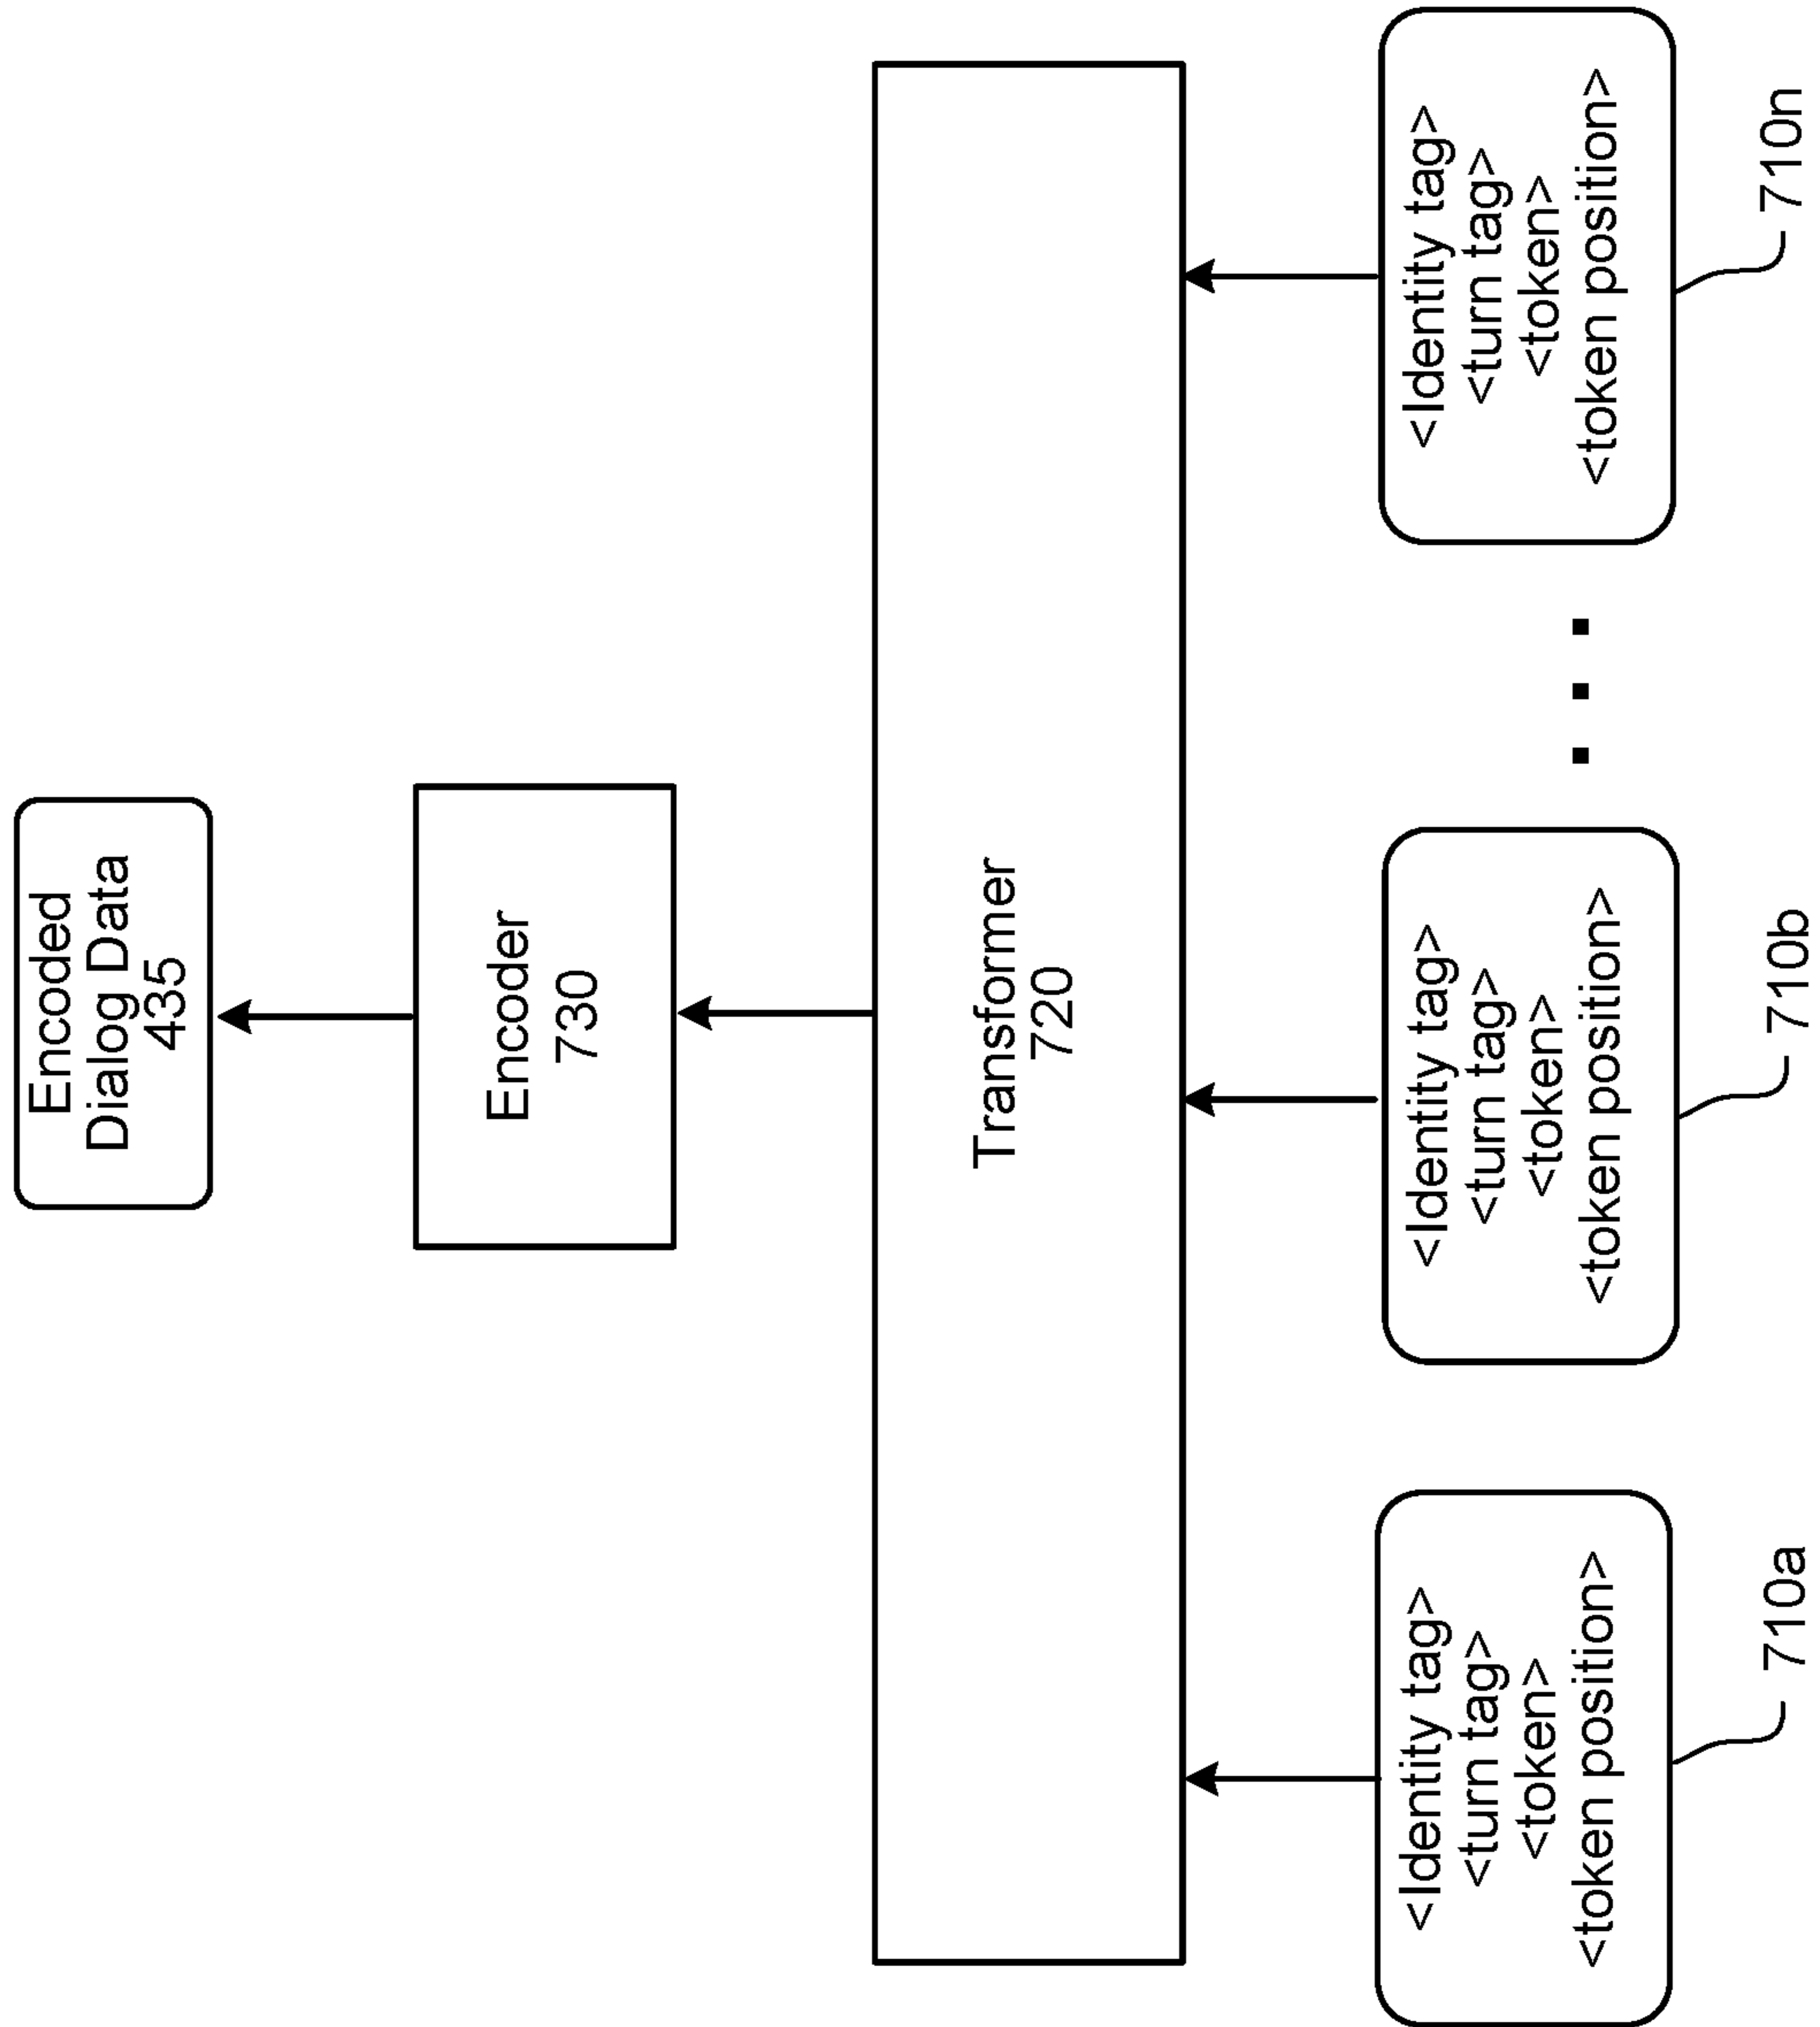 Encoded
Dialog Data
435
Encoder
730
Transformer
720
<Identity tag>
<turn tag>
<token>
<token position>
710a
<Identity tag>
<turn tag>
<token>
<token position>
710b
<Identity tag>
<turn tag>
<token>
<token position>
710n